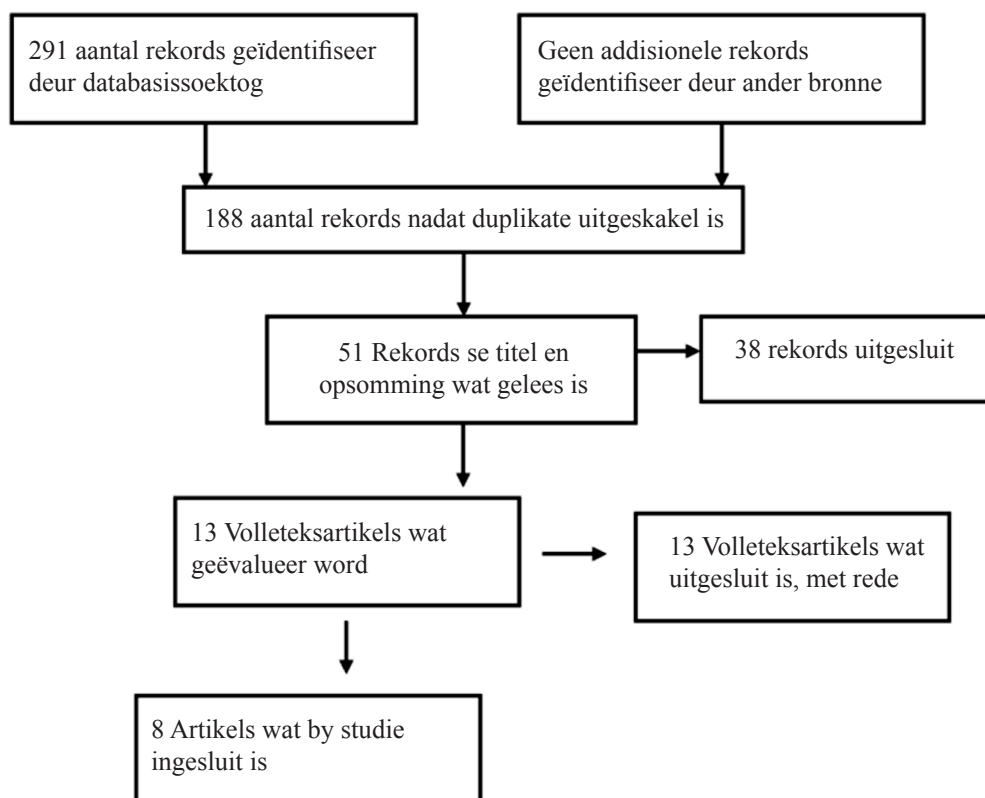 291 aantal rekords geïdentifiseer
deur databasissoektog
Geen addisionele rekords
geïdentifiseer deur ander bronne
188 aantal rekords nadat duplikate uitgeskakel is
51 Rekords se titel en
opsomming wat gelees is
38 rekords uitgesluit
13 Volleteksartikels wat
geëvalueer word
13 Volleteksartikels wat
uitgesluit is, met rede
8 Artikels wat by studie
ingesluit is